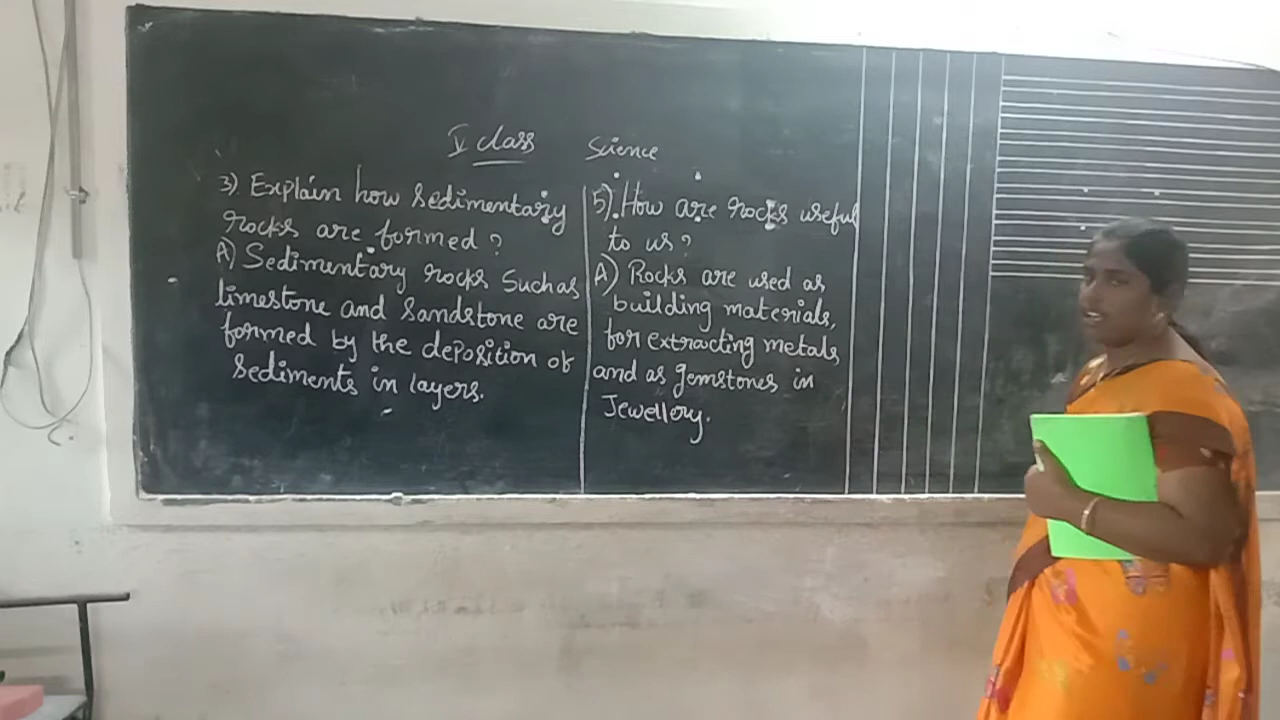 V class Science
3) Explain how Sedimentary
rocks are formed?
A) Sedimentary rocks Such as
limestone and Sandstone are
formed by the deposition of
Sediments in layers.
5) How are rocks useful
to us?
A) Rocks are used as
building materials,
for extracting metals
and as gemstones in
Jewellery.